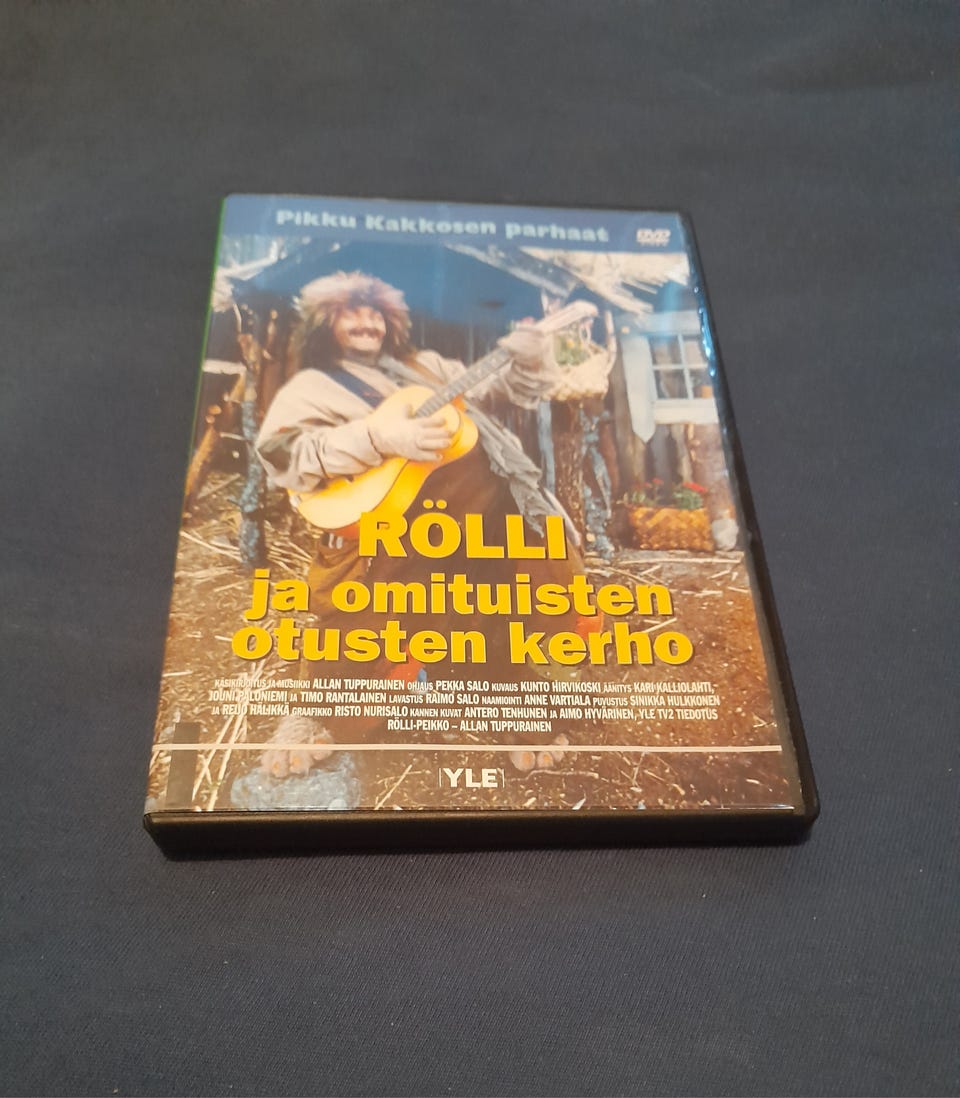 Pikku Kakkosen parhaat
DVD
VIDEO
RÖLLI
ja omituisten
otusten kerho
KÄSIKIRJOITUS JA MUSIIKKI ALLAN TUPPURAINEN OHJAUS PEKKA SALO KUVAUS KUNTO HIRVIKOSKI ÄÄNITYS KARI KALLIOLAHTI,
JOUNI PALONIEMI JA TIMO RANTALAINEN LAVASTUS RAIMO SALO NAAMIOINTI ANNE VARTIALA PUVUSTUS SINIKKA HULKKONEN
JA REIJO HALIKKA GRAAFIKKO RISTO NURISALO KANNEN KUVAT ANTERO TENHUNEN JA AIMO HYVÄRINEN, YLE TV2 TIEDOTUS
RÖLLI-PEIKKO – ALLAN TUPPURAINEN
YLE